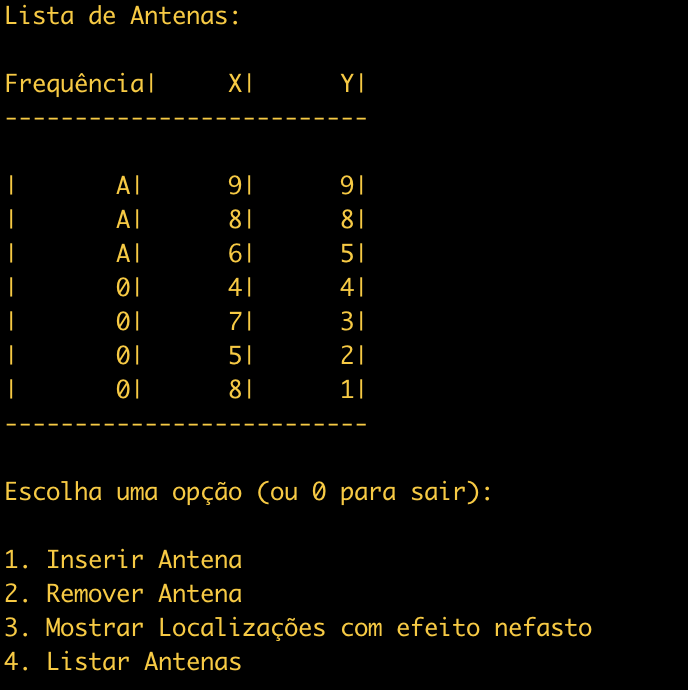 Lista de Antenas:
Frequência|      X|      Y|
--------------------------
|       A|      9|      9|
|       A|      8|      8|
|       A|      6|      5|
|       0|      4|      4|
|       0|      7|      3|
|       0|      5|      2|
|       0|      8|      1|
--------------------------
Escolha uma opção (ou 0 para sair):
1. Inserir Antena
2. Remover Antena
3. Mostrar Localizações com efeito nefasto
4. Listar Antenas